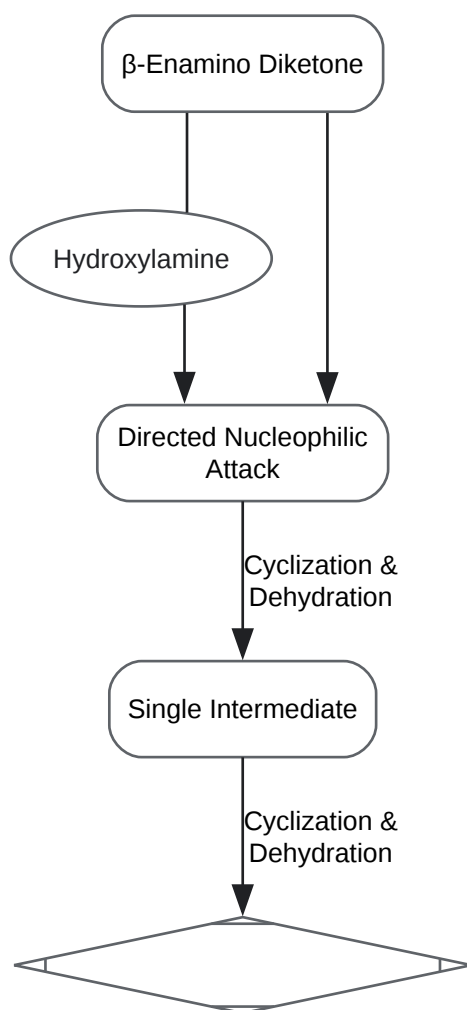 β-Enamino Diketone
Hydroxylamine
Directed Nucleophilic
Attack
Cyclization &
Dehydration
Single Intermediate
Cyclization &
Dehydration